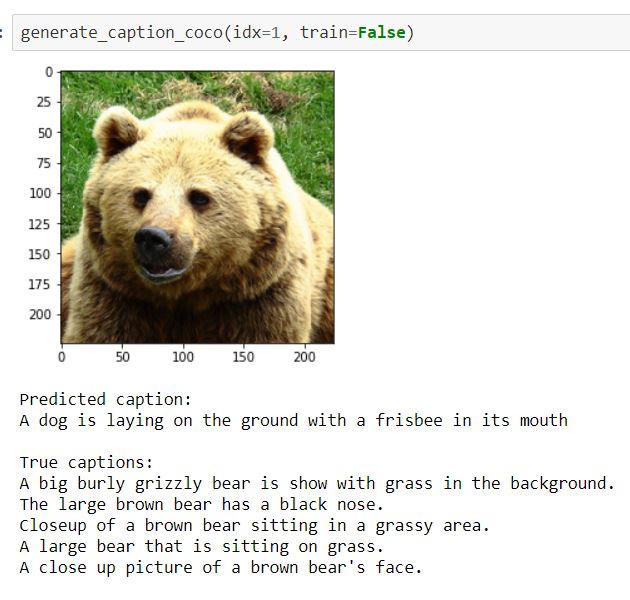 : generate_caption_coco(idx=1, train=False)
0
25
50
75
100
125
150
175
200
0 50 100 150 200
Predicted caption:
A dog is laying on the ground with a frisbee in its mouth
True captions:
A big burly grizzly bear is show with grass in the background.
The large brown bear has a black nose.
Closeup of a brown bear sitting in a grassy area.
A large bear that is sitting on grass.
A close up picture of a brown bear's face.